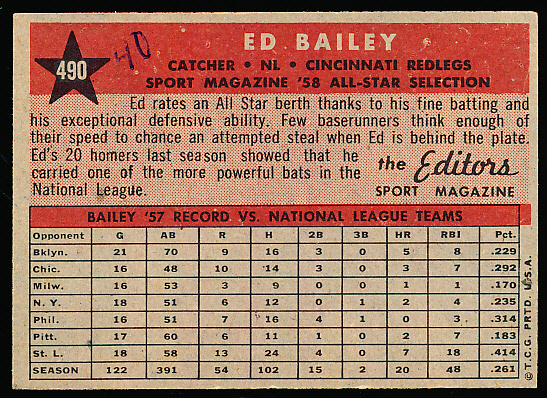 490
40
ED BAILEY
CATCHER • NL • CINCINNATI REDLEGS
SPORT MAGAZINE '58 ALL-STAR SELECTION
Ed rates an All Star berth thanks to his fine batting and
his exceptional defensive ability. Few baserunners think enough of
their speed to chance an attempted steal when Ed is behind the plate.
Ed's 20 homers last season showed that he
carried one of the more powerful bats in the
National League.
the Editors
SPORT MAGAZINE
BAILEY '57 RECORD VS. NATIONAL LEAGUE TEAMS
Opponent G AB R H 2B 3B HR RBI Pct.
Bklyn. 21 70 9 16 3 0 5 8 .229
Chic. 16 48 10 14 3 0 3 7 .292
Milw. 16 53 3 9 0 0 1 1 .170
N. Y. 18 51 6 12 0 1 2 4 .235
Phil. 16 51 7 16 4 1 0 3 .314
Pitt. 17 60 6 11 1 0 2 7 .183
St. L. 18 58 13 24 4 0 7 18 .414
SEASON 122 391 54 102 15 2 20 48 .261
© T.C.G. PRTD. U.S.A.